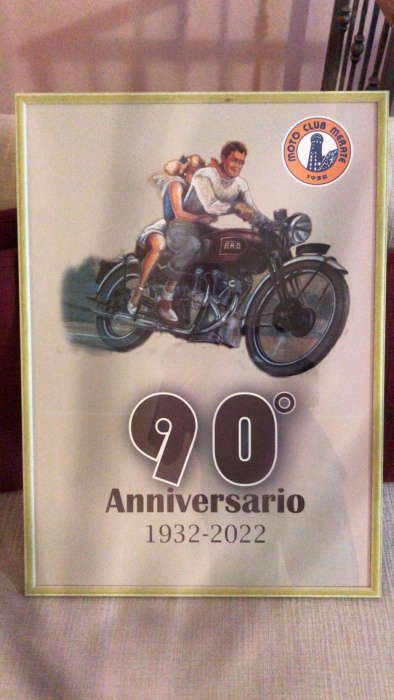 MOTO CLUB MERATE
1932
90°
Anniversario
1932-2022